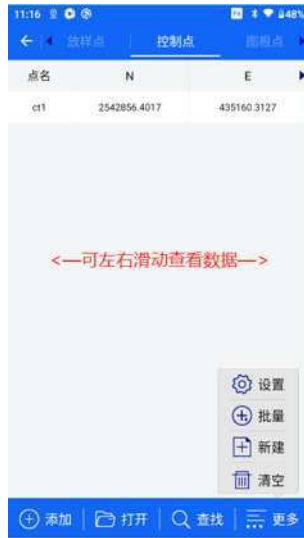 11:16 48%
放样点 控制点 图根点
点名 N E
ct1 2542856.4017 435160.3127
<—可左右滑动查看数据—>
设置
批量
新建
清空
添加 打开 查找 更多